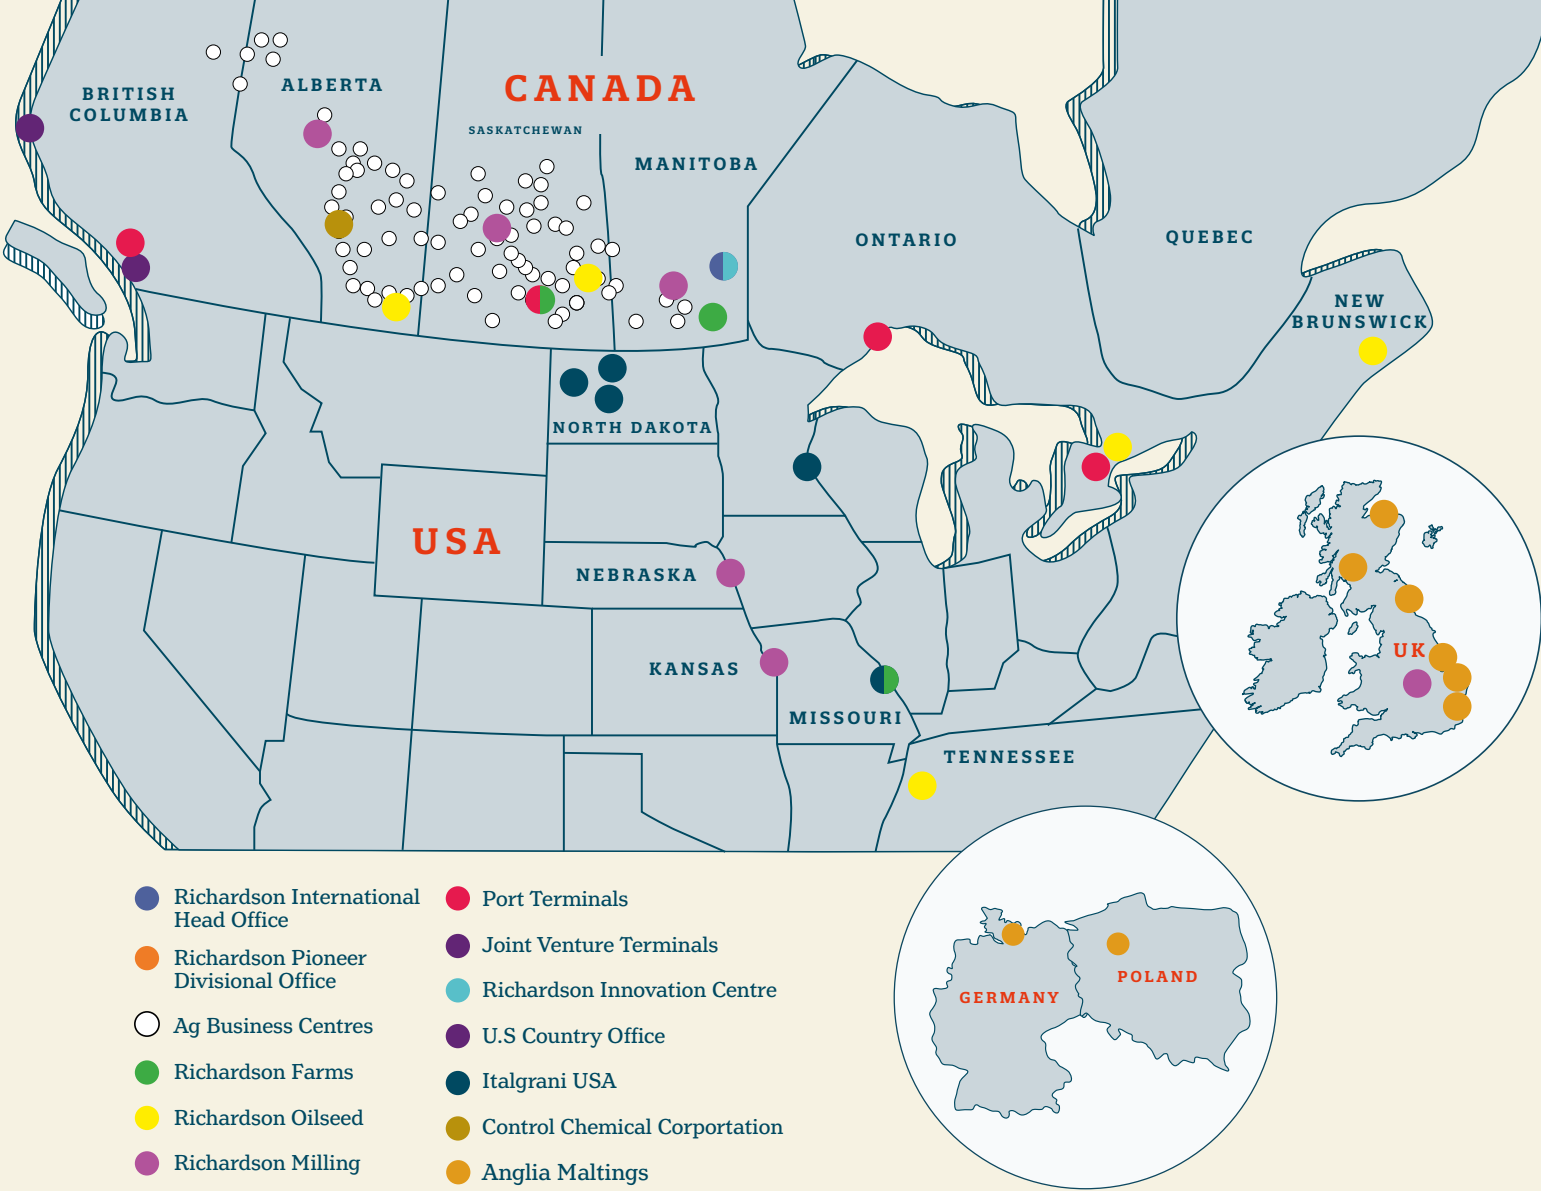 CANADA
BRITISH
COLUMBIA
ALBERTA
SASKATCHEWAN
MANITOBA
ONTARIO
QUEBEC
NEW
BRUNSWICK
NORTH DAKOTA
USA
NEBRASKA
KANSAS
MISSOURI
TENNESSEE
UK
GERMANY
POLAND
Richardson International
Head Office
Richardson Pioneer
Divisional Office
Ag Business Centres
Richardson Farms
Richardson Oilseed
Richardson Milling
Port Terminals
Joint Venture Terminals
Richardson Innovation Centre
U.S Country Office
Italgrani USA
Control Chemical Corportation
Anglia Maltings